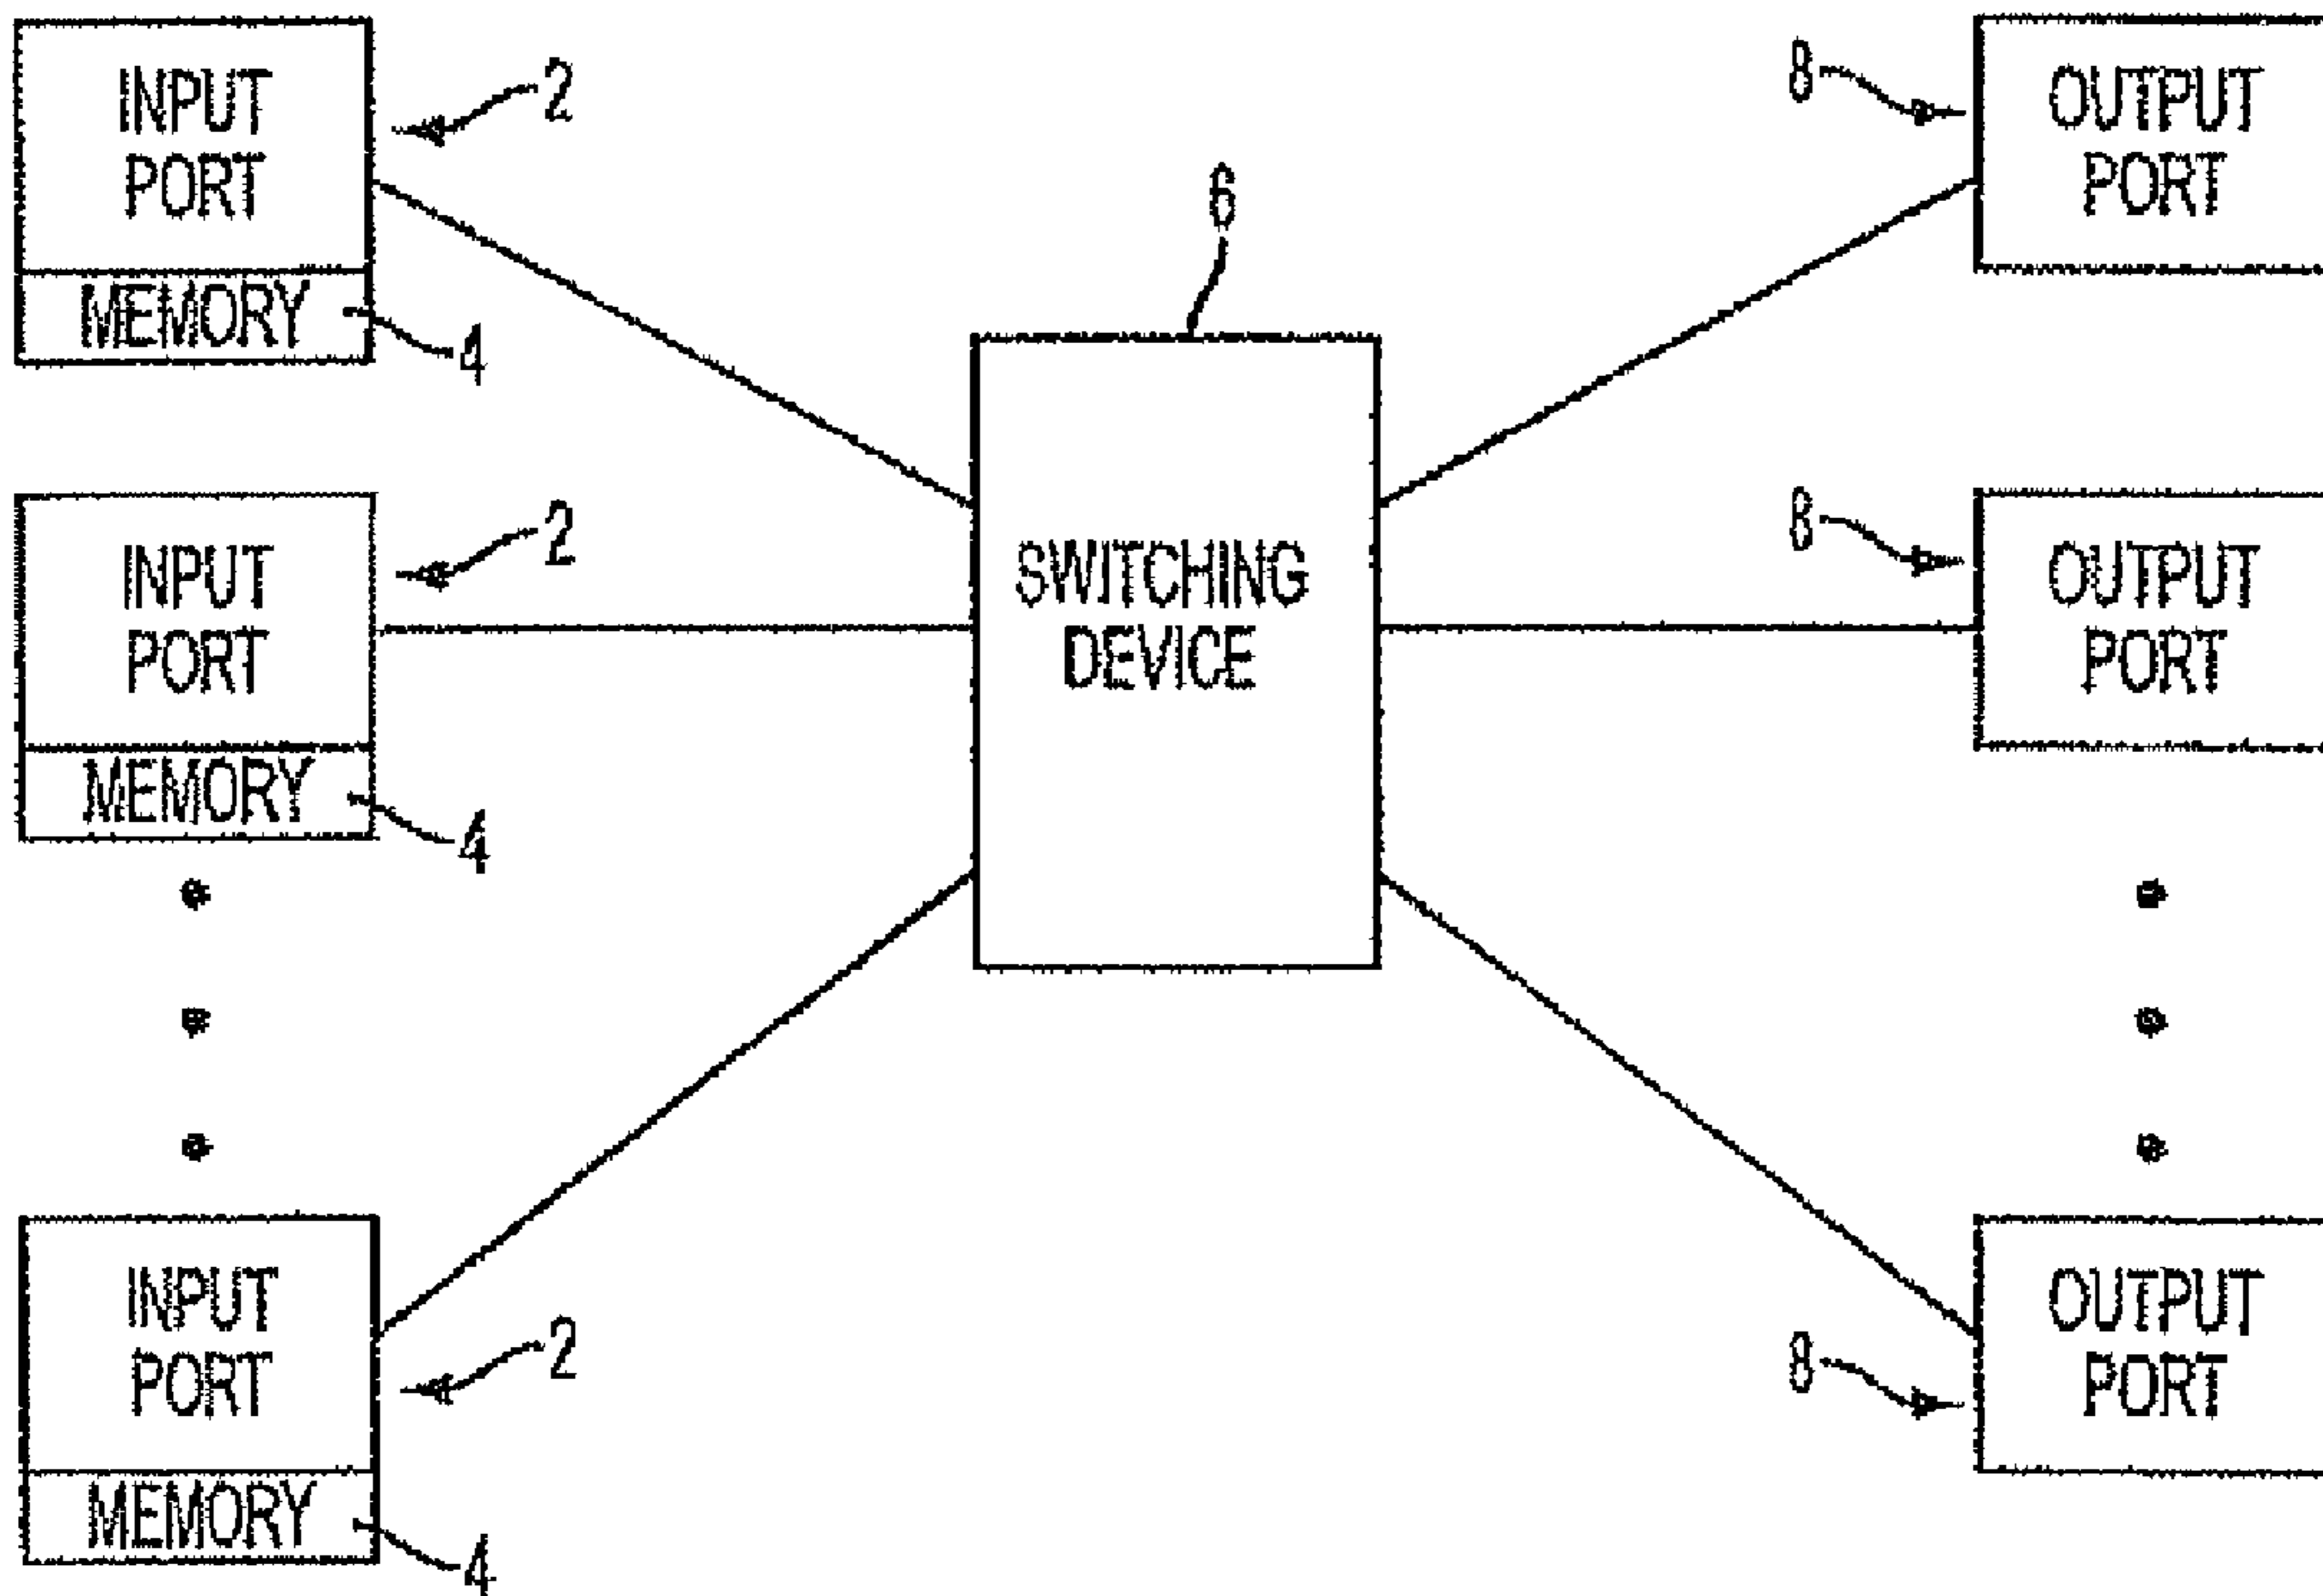 INPUT
PORT
MEMORY
2
4
INPUT
PORT
MEMORY
2
4
INPUT
PORT
MEMORY
2
4
6
SWITCHING
DEVICE
8
OUTPUT
PORT
8
OUTPUT
PORT
8
OUTPUT
PORT